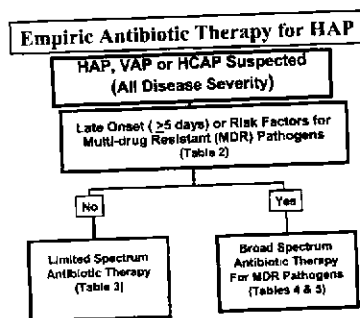 Empiric Antibiotic Therapy for HAP
HAP, VAP or HCAP Suspected
(All Disease Severity)
Late Onset (≥5 days) or Risk Factors for
Multi-drug Resistant (MDR) Pathogens
(Table 2)
No
Yes
Limited Spectrum
Antibiotic Therapy
(Table 3)
Broad Spectrum
Antibiotic Therapy
For MDR Pathogens
(Tables 4 & 5)